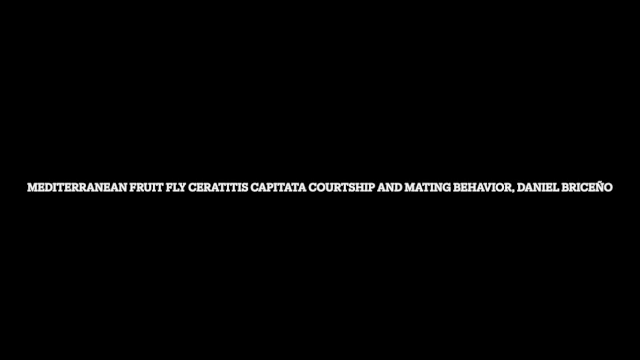 MEDITERRANEAN FRUIT FLY CERATITIS CAPITATA COURTSHIP AND MATING BEHAVIOR, DANIEL BRICEÑO